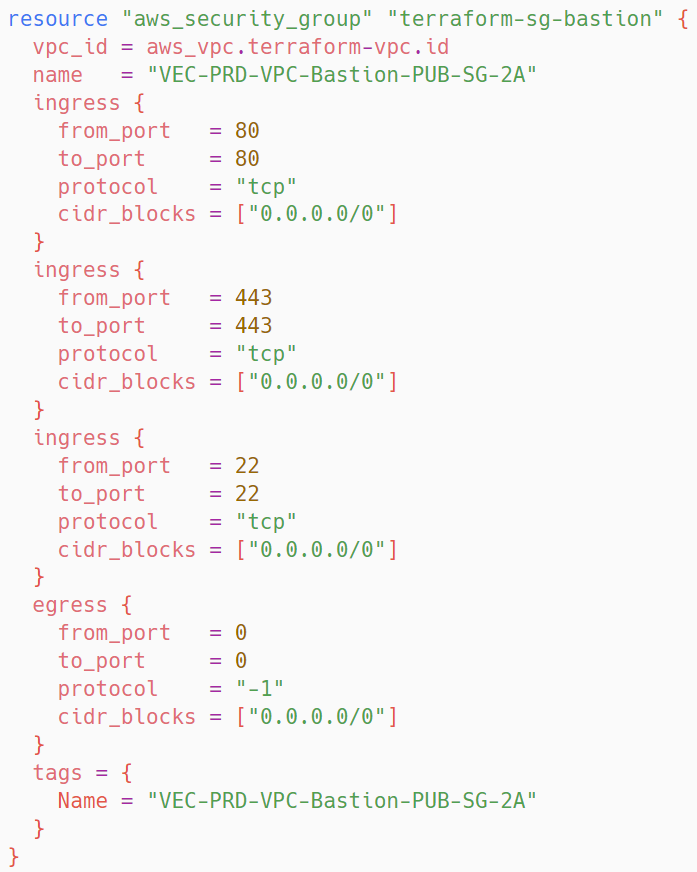 resource "aws_security_group" "terraform-sg-bastion" {
  vpc_id = aws_vpc.terraform-vpc.id
  name   = "VEC-PRD-VPC-Bastion-PUB-SG-2A"
  ingress {
    from_port   = 80
    to_port     = 80
    protocol    = "tcp"
    cidr_blocks = ["0.0.0.0/0"]
  }
  ingress {
    from_port   = 443
    to_port     = 443
    protocol    = "tcp"
    cidr_blocks = ["0.0.0.0/0"]
  }
  ingress {
    from_port   = 22
    to_port     = 22
    protocol    = "tcp"
    cidr_blocks = ["0.0.0.0/0"]
  }
  egress {
    from_port   = 0
    to_port     = 0
    protocol    = "-1"
    cidr_blocks = ["0.0.0.0/0"]
  }
  tags = {
    Name = "VEC-PRD-VPC-Bastion-PUB-SG-2A"
  }
}